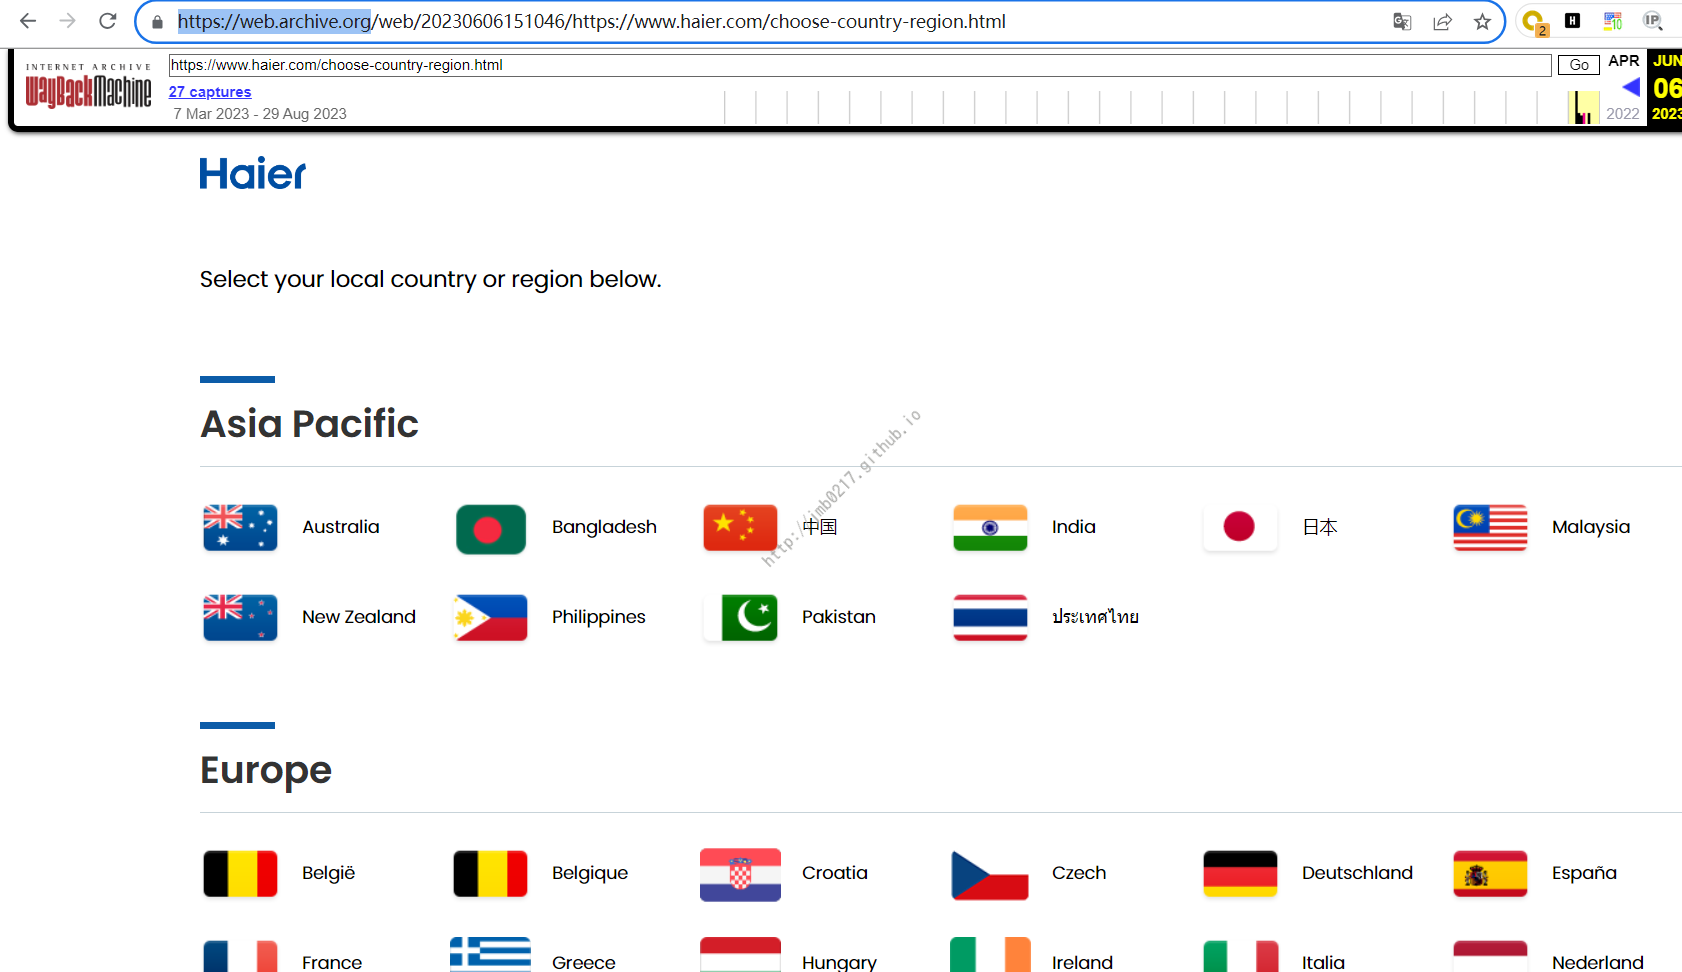 https://web.archive.org/web/20230606151046/https://www.haier.com/choose-country-region.html
2 H 10 IP
INTERNET ARCHIVE
WayBackMachine
https://www.haier.com/choose-country-region.html Go APR JUN
27 captures 06
7 Mar 2023 - 29 Aug 2023 2022 2023
Haier
Select your local country or region below.
Asia Pacific
http://jmb0217.github.io
Australia Bangladesh 中国 India 日本 Malaysia
New Zealand Philippines Pakistan ประเทศไทย
Europe
België Belgique Croatia Czech Deutschland España
France Greece Hungary Ireland Italia Nederland